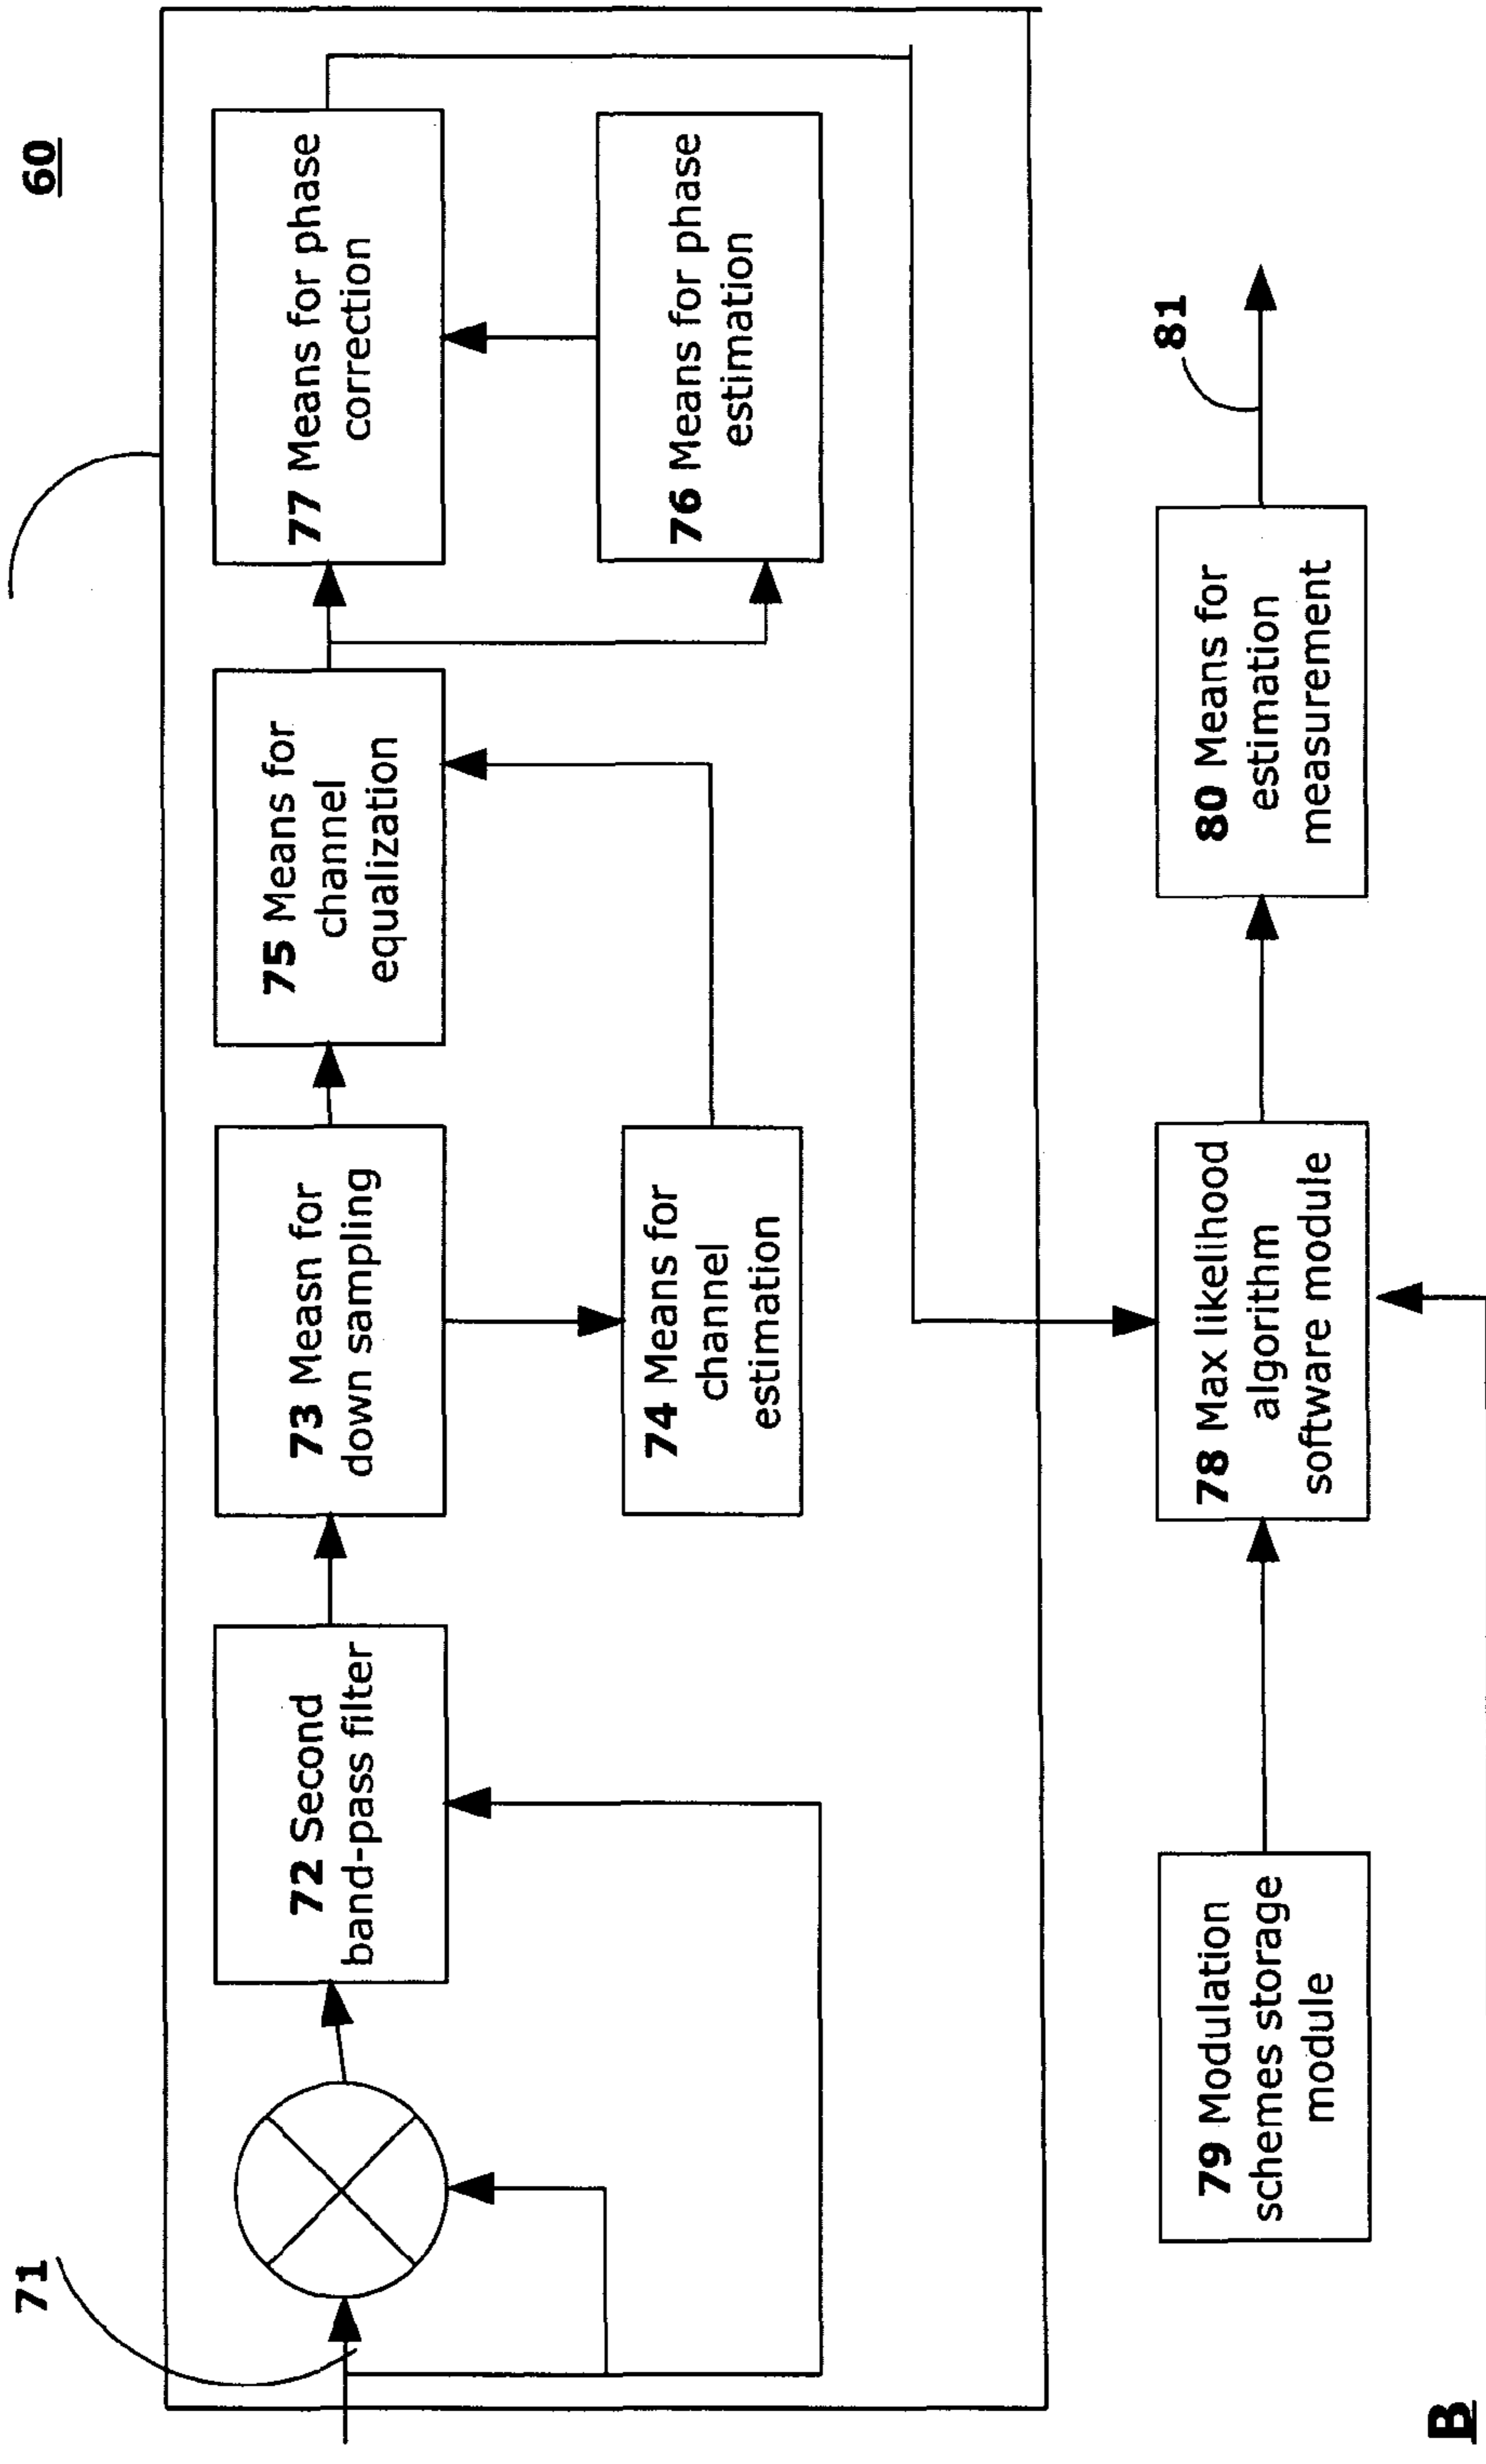 60
71
72 Second
band-pass filter
73 Measn for
down sampling
75 Means for
channel
equalization
77 Means for phase
correction
74 Means for
channel
estimation
76 Means for phase
estimation
79 Modulation
schemes storage
module
78 Max likelihood
algorithm
software module
80 Means for
estimation
measurement
81
B